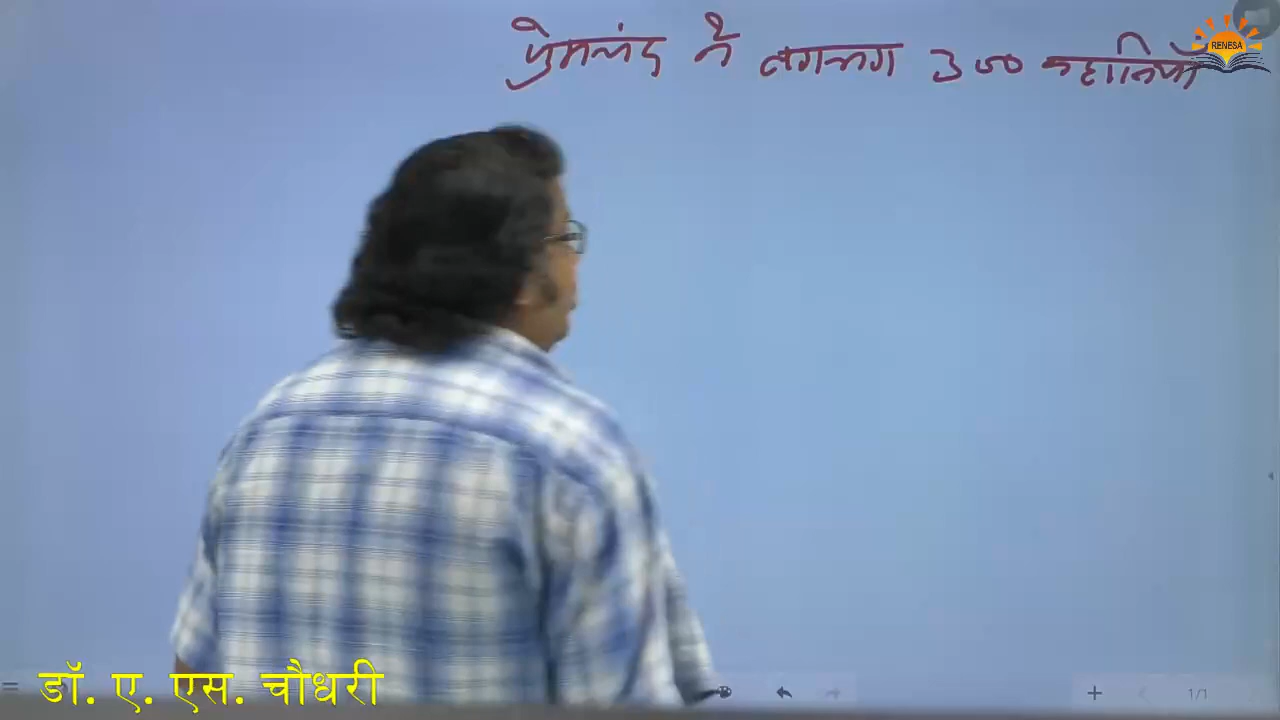 प्रेमचंद ने लगभग 300 कहानियाँ
RENESA
डॉ. ए. एस. चौधरी
1/1